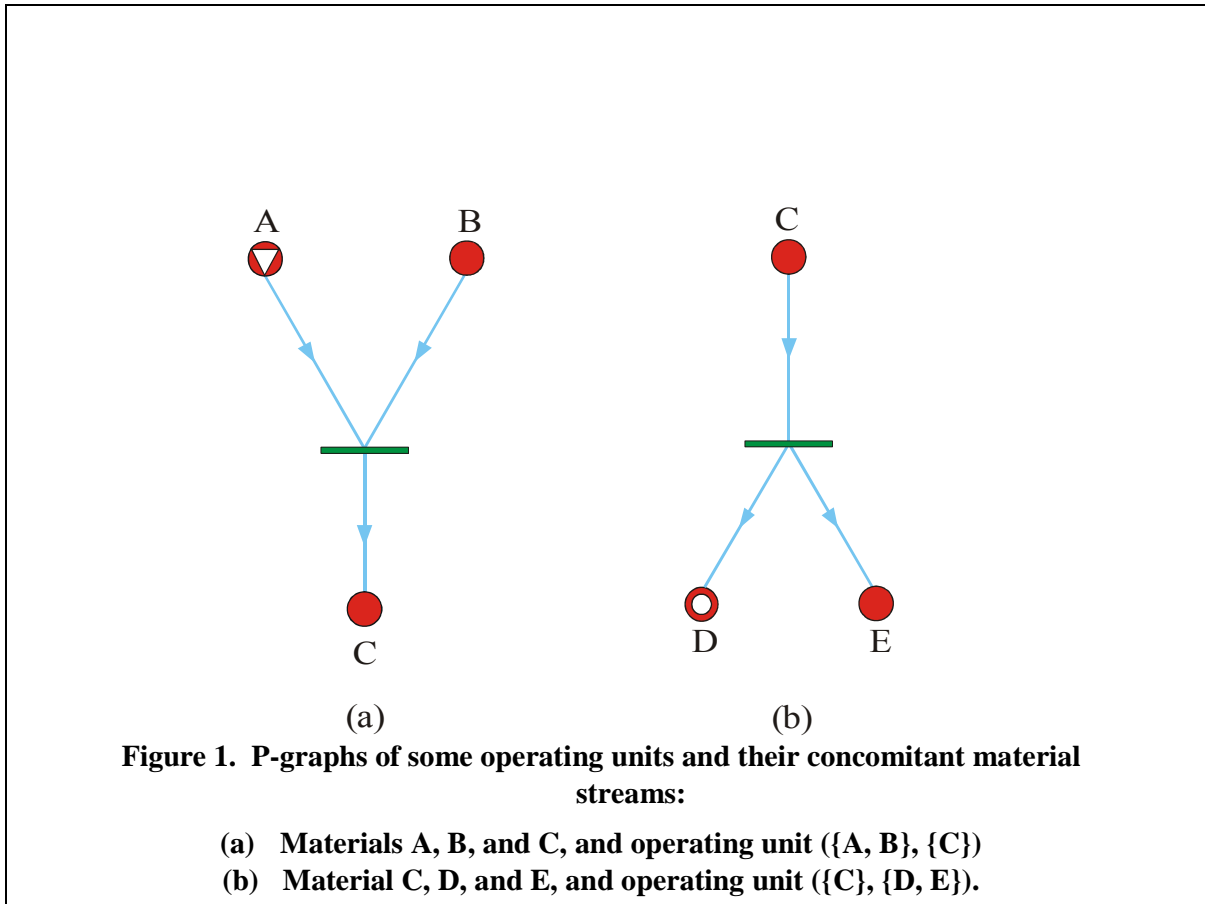 A
B
C
C
D
E
(a)
(b)
Figure 1. P-graphs of some operating units and their concomitant material
streams:
(a) Materials A, B, and C, and operating unit ({A, B}, {C})
(b) Material C, D, and E, and operating unit ({C}, {D, E}).